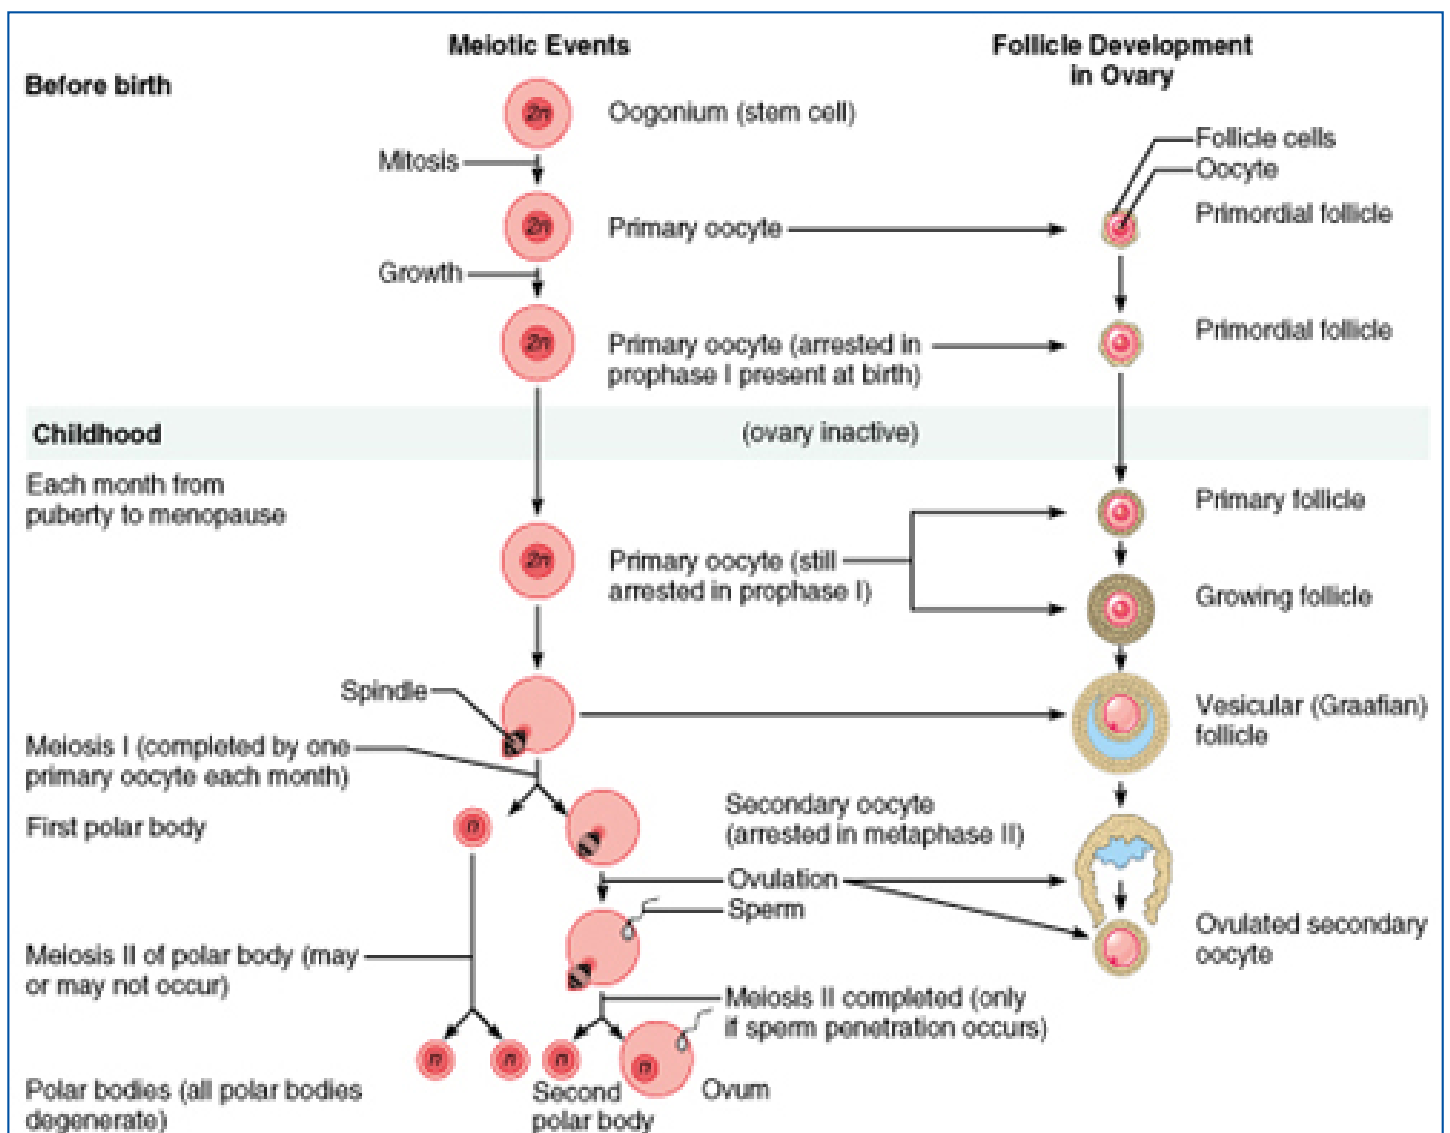 Meiotic Events
Follicle Development
in Ovary
Before birth
2n
Oogonium (stem cell)
Follicle cells
Mitosis
Oocyte
2n
Primary oocyte
Primordial follicle
Growth
2n
Primary oocyte (arrested in
prophase I present at birth)
Primordial follicle
Childhood
(ovary inactive)
Each month from
puberty to menopause
Primary follicle
2n
Primary oocyte (still
arrested in prophase I)
Growing follicle
Spindle
Vesicular (Graafian)
follicle
Meiosis I (completed by one
primary oocyte each month)
Secondary oocyte
(arrested in metaphase II)
First polar body
n
Ovulation
Sperm
Ovulated secondary
oocyte
Meiosis II of polar body (may
or may not occur)
Meiosis II completed (only
if sperm penetration occurs)
n
n
n
n
Polar bodies (all polar bodies
degenerate)
Second
polar body
Ovum